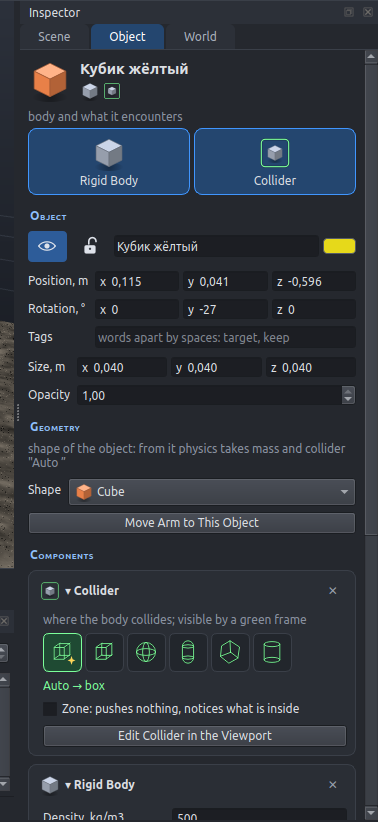 Inspector
Scene Object World
Кубик жёлтый
body and what it encounters
Rigid Body Collider
Object
Кубик жёлтый
Position, m x 0,115 y 0,041 z -0,596
Rotation, ° x 0 y -27 z 0
Tags words apart by spaces: target, keep
Size, m x 0,040 y 0,040 z 0,040
Opacity 1,00
Geometry
shape of the object: from it physics takes mass and collider
"Auto "
Shape Cube
Move Arm to This Object
Components
▾ Collider
where the body collides; visible by a green frame
Auto → box
Zone: pushes nothing, notices what is inside
Edit Collider in the Viewport
▾ Rigid Body
Density, kg/m3 500